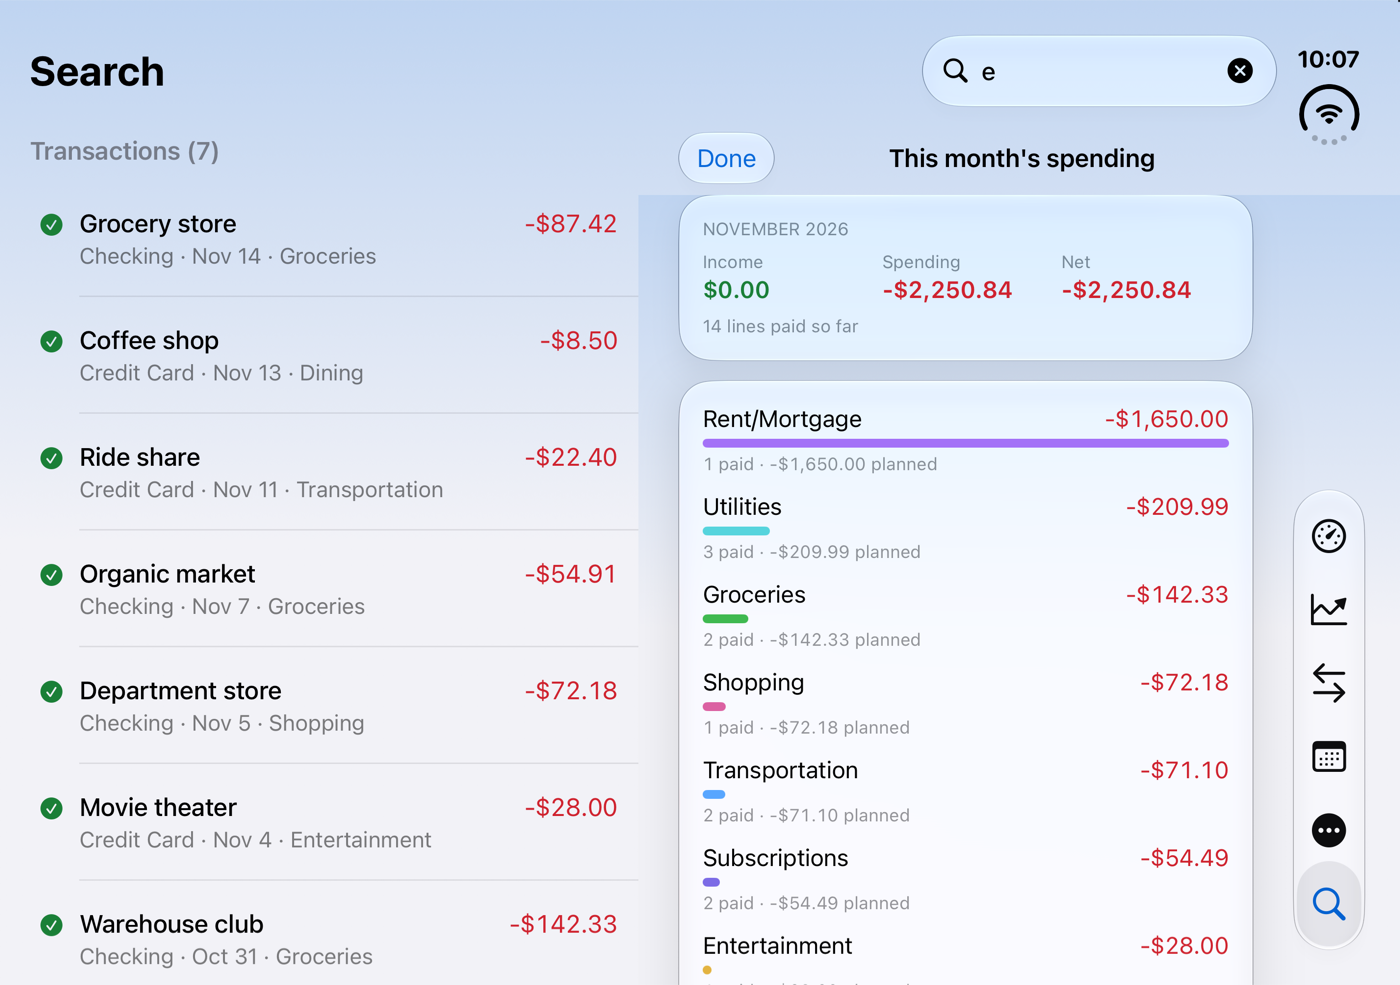 Search
e
10:07
Transactions (7)
Grocery store
-$87.42
Checking · Nov 14 · Groceries
Coffee shop
-$8.50
Credit Card · Nov 13 · Dining
Ride share
-$22.40
Credit Card · Nov 11 · Transportation
Organic market
-$54.91
Checking · Nov 7 · Groceries
Department store
-$72.18
Checking · Nov 5 · Shopping
Movie theater
-$28.00
Credit Card · Nov 4 · Entertainment
Warehouse club
-$142.33
Checking · Oct 31 · Groceries
Done
This month's spending
NOVEMBER 2026
Income
$0.00
Spending
-$2,250.84
Net
-$2,250.84
14 lines paid so far
Rent/Mortgage
-$1,650.00
1 paid · -$1,650.00 planned
Utilities
-$209.99
3 paid · -$209.99 planned
Groceries
-$142.33
2 paid · -$142.33 planned
Shopping
-$72.18
1 paid · -$72.18 planned
Transportation
-$71.10
2 paid · -$71.10 planned
Subscriptions
-$54.49
2 paid · -$54.49 planned
Entertainment
-$28.00